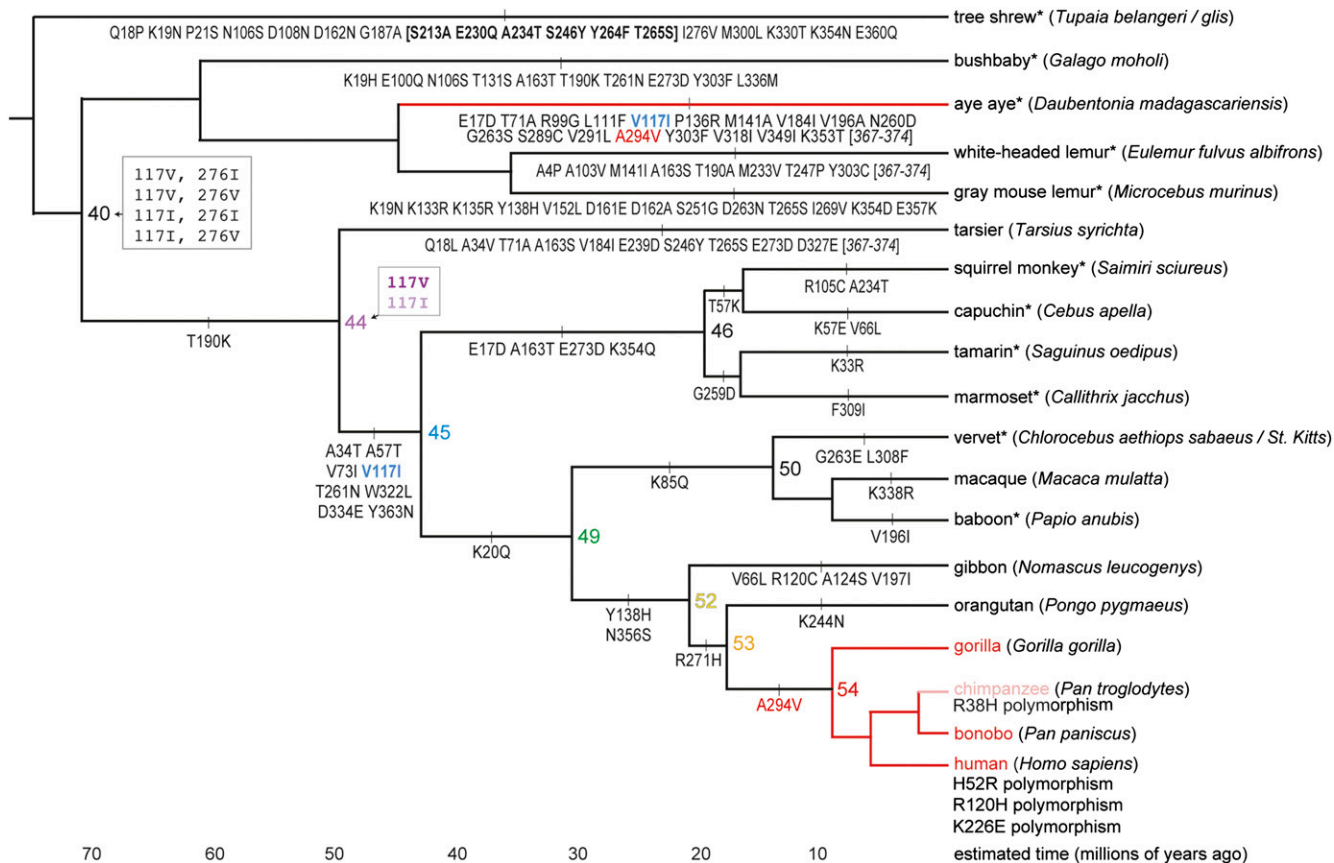 tree shrew* (Tupaia belangeri / glis)
Q18P K19N P21S N106S D108N D162N G187A [S213A E230Q A234T S246Y Y264F T265S] I276V M300L K330T K354N E360Q
bushbaby* (Galago moholi)
K19H E100Q N106S T131S A163T T190K T261N E273D Y303F L336M
aye aye* (Daubentonia madagascariensis)
E17D T71A R99G L111F V117I P136R M141A V184I V196A N260D
G263S S289C V291L A294V Y303F V318I V349I K353T [367-374]
white-headed lemur* (Eulemur fulvus albifrons)
A4P A103V M141I A163S T190A M233V T247P Y303C [367-374]
gray mouse lemur* (Microcebus murinus)
K19N K133R K135R Y138H V152L D161E D162A S251G D263N T265S I269V K354D E357K
40
117V, 276I
117V, 276V
117I, 276I
117I, 276V
tarsier (Tarsius syrichta)
Q18L A34V T71A A163S V184I E239D S246Y T265S E273D D327E [367-374]
T190K
44
117V
117I
squirrel monkey* (Saimiri sciureus)
R105C A234T
T57K
capuchin* (Cebus apella)
K57E V66L
46
E17D A163T E273D K354Q
tamarin* (Saguinus oedipus)
K33R
G259D
marmoset* (Callithrix jacchus)
F309I
45
A34T A57T
V73I V117I
T261N W322L
D334E Y363N
vervet* (Chlorocebus aethiops sabaeus / St. Kitts)
G263E L308F
50
K85Q
macaque (Macaca mulatta)
K338R
baboon* (Papio anubis)
V196I
49
K20Q
gibbon (Nomascus leucogenys)
V66L R120C A124S V197I
52
Y138H
N356S
orangutan (Pongo pygmaeus)
K244N
53
R271H
gorilla (Gorilla gorilla)
54
A294V
chimpanzee (Pan troglodytes)
R38H polymorphism
bonobo (Pan paniscus)
human (Homo sapiens)
H52R polymorphism
R120H polymorphism
K226E polymorphism
70 60 50 40 30 20 10 estimated time (millions of years ago)